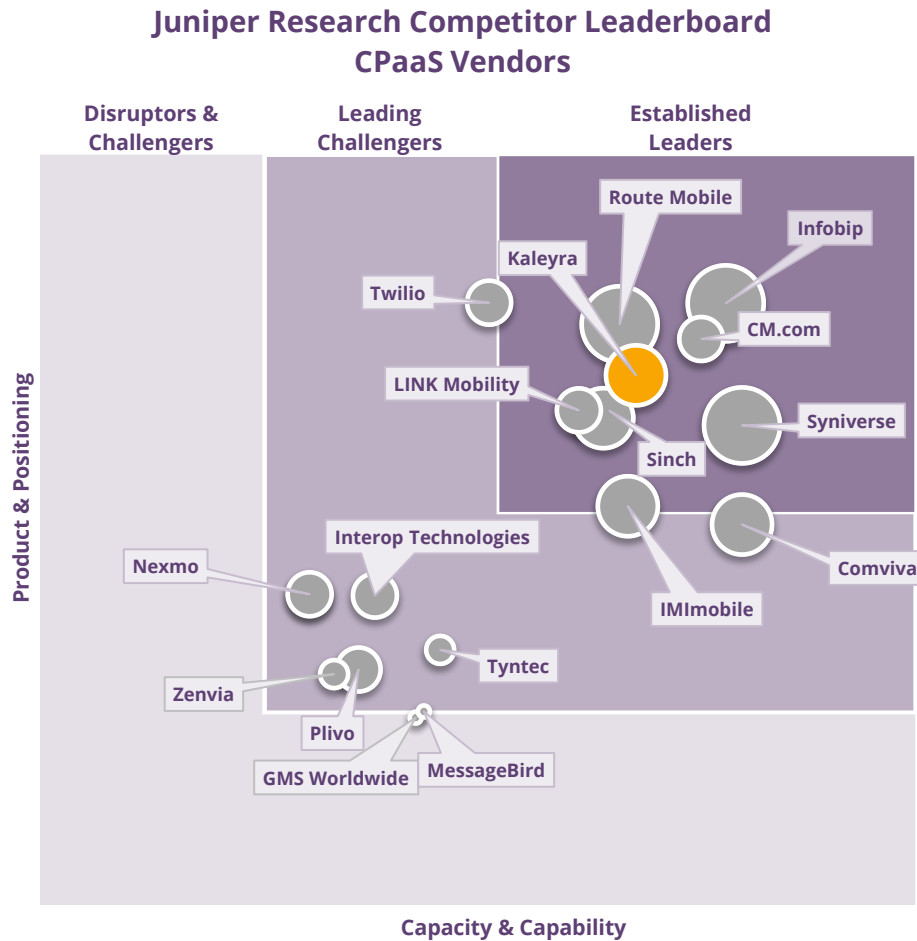 Juniper Research Competitor Leaderboard
CPaaS Vendors
Disruptors &
Challengers
Leading
Challengers
Established
Leaders
Route Mobile
Infobip
Kaleyra
Twilio
CM.com
LINK Mobility
Syniverse
Sinch
Product & Positioning
Interop Technologies
Nexmo
Comviva
IMImobile
Tyntec
Zenvia
Plivo
MessageBird
GMS Worldwide
Capacity & Capability